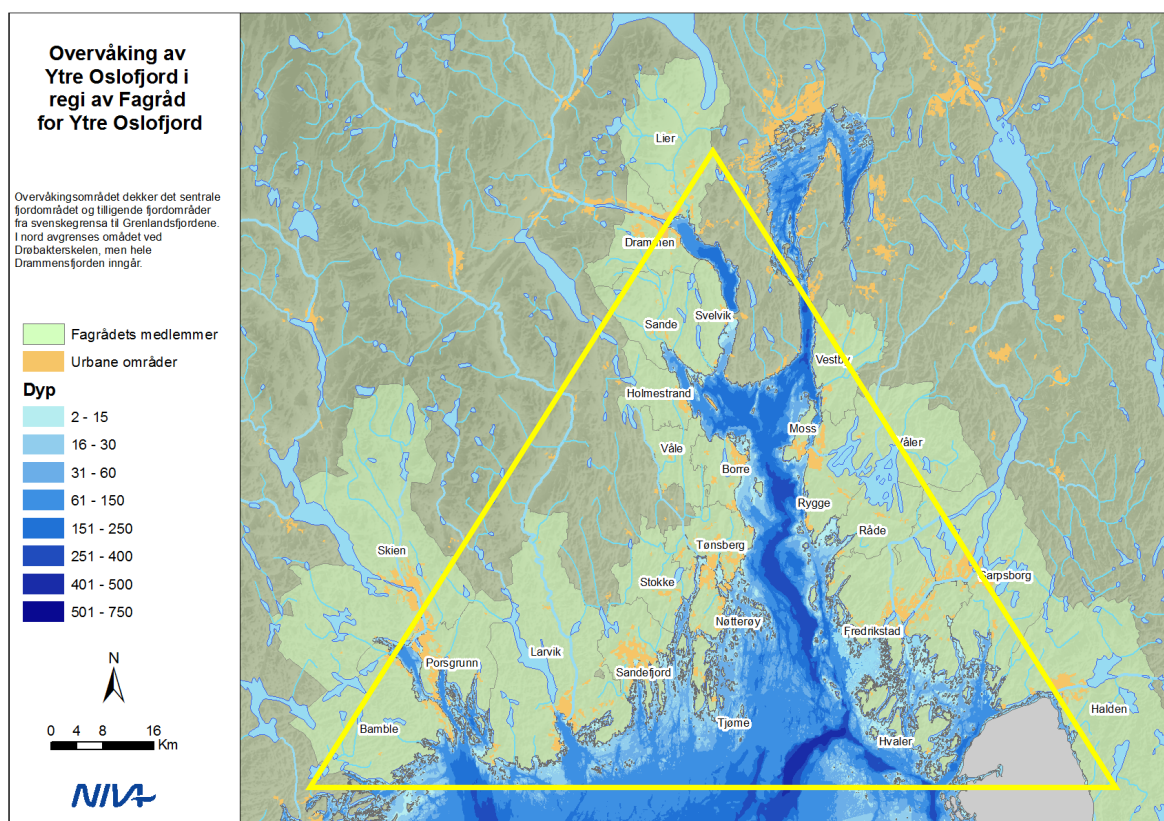 Overvåking av
Ytre Oslofjord i
regi av Fagråd
for Ytre Oslofjord
Overvåkingsområdet dekker det sentrale
fjordområdet og tilligende fjordområder
fra svenskegrensa til Grenlandsfjordene.
I nord avgrenses området ved
Drøbakterskelen, men hele
Drammensfjorden inngår.
Fagrådets medlemmer
Urbane områder
Dyp
2 - 15
16 - 30
31 - 60
61 - 150
151 - 250
251 - 400
401 - 500
501 - 750
N
0 4 8 16
Km
NIVA
Lier
Drammen
Svelvik
Sande
Vestby
Holmestrand
Moss
Våler
Våle
Borre
Rygge
Råde
Tønsberg
Skien
Stokke
Sarpsborg
Nøtterøy
Fredrikstad
Larvik
Porsgrunn
Sandefjord
Halden
Tjøme
Bamble
Hvaler